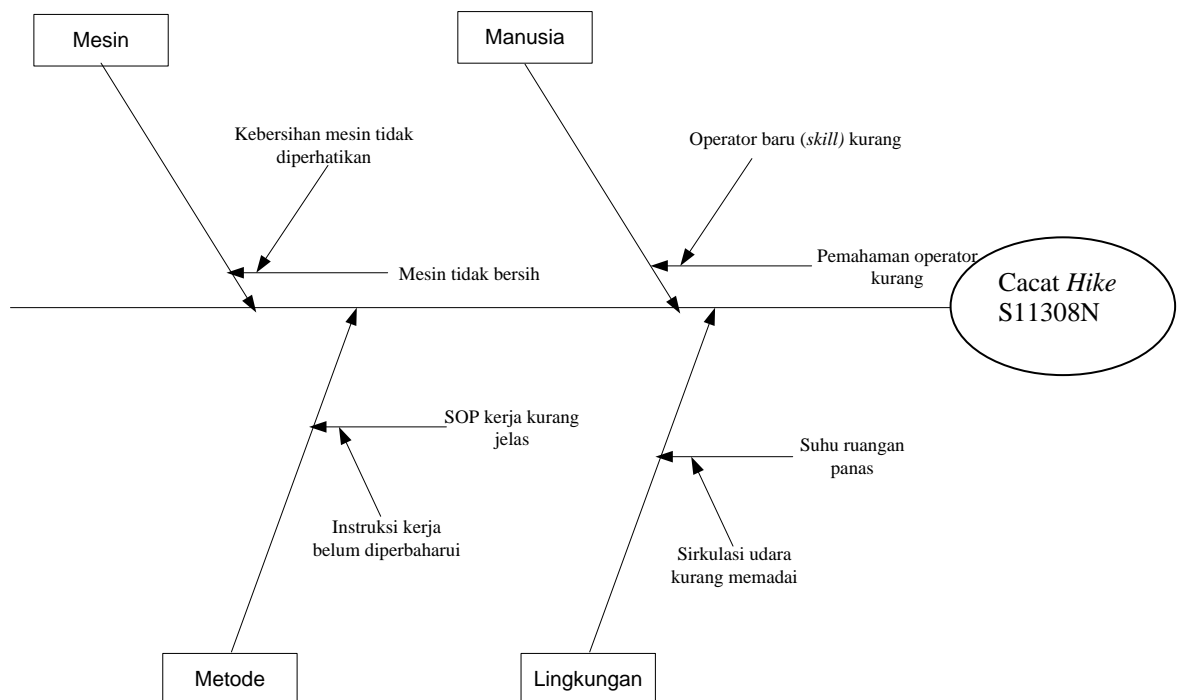 Mesin
Manusia
Kebersihan mesin tidak
diperhatikan
Operator baru (skill) kurang
Mesin tidak bersih
Pemahaman operator
kurang
Cacat Hike
S11308N
SOP kerja kurang
jelas
Suhu ruangan
panas
Instruksi kerja
belum diperbaharui
Sirkulasi udara
kurang memadai
Metode
Lingkungan